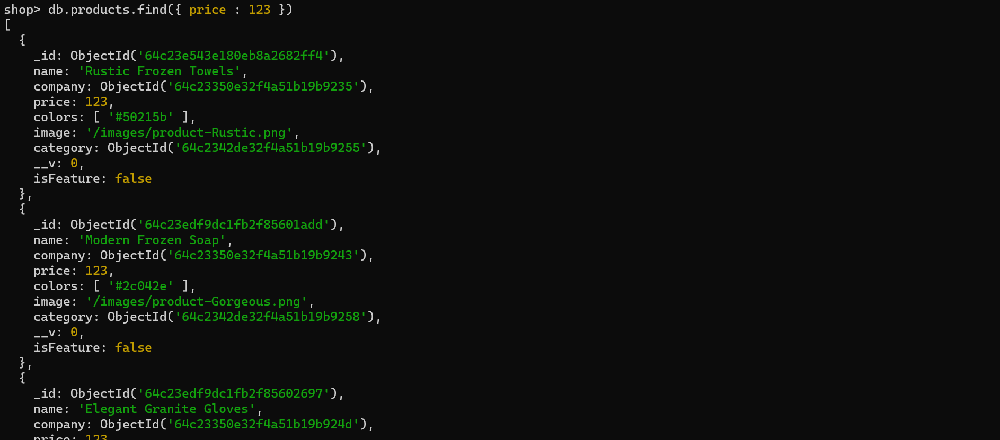 shop> db.products.find({ price : 123 })
[
  {
    _id: ObjectId('64c23e543e180eb8a2682ff4'),
    name: 'Rustic Frozen Towels',
    company: ObjectId('64c23350e32f4a51b19b9235'),
    price: 123,
    colors: [ '#50215b' ],
    image: '/images/product-Rustic.png',
    category: ObjectId('64c2342de32f4a51b19b9255'),
    __v: 0,
    isFeature: false
  },
  {
    _id: ObjectId('64c23edf9dc1fb2f85601add'),
    name: 'Modern Frozen Soap',
    company: ObjectId('64c23350e32f4a51b19b9243'),
    price: 123,
    colors: [ '#2c042e' ],
    image: '/images/product-Gorgeous.png',
    category: ObjectId('64c2342de32f4a51b19b9258'),
    __v: 0,
    isFeature: false
  },
  {
    _id: ObjectId('64c23edf9dc1fb2f85602697'),
    name: 'Elegant Granite Gloves',
    company: ObjectId('64c23350e32f4a51b19b924d'),
    price: 123